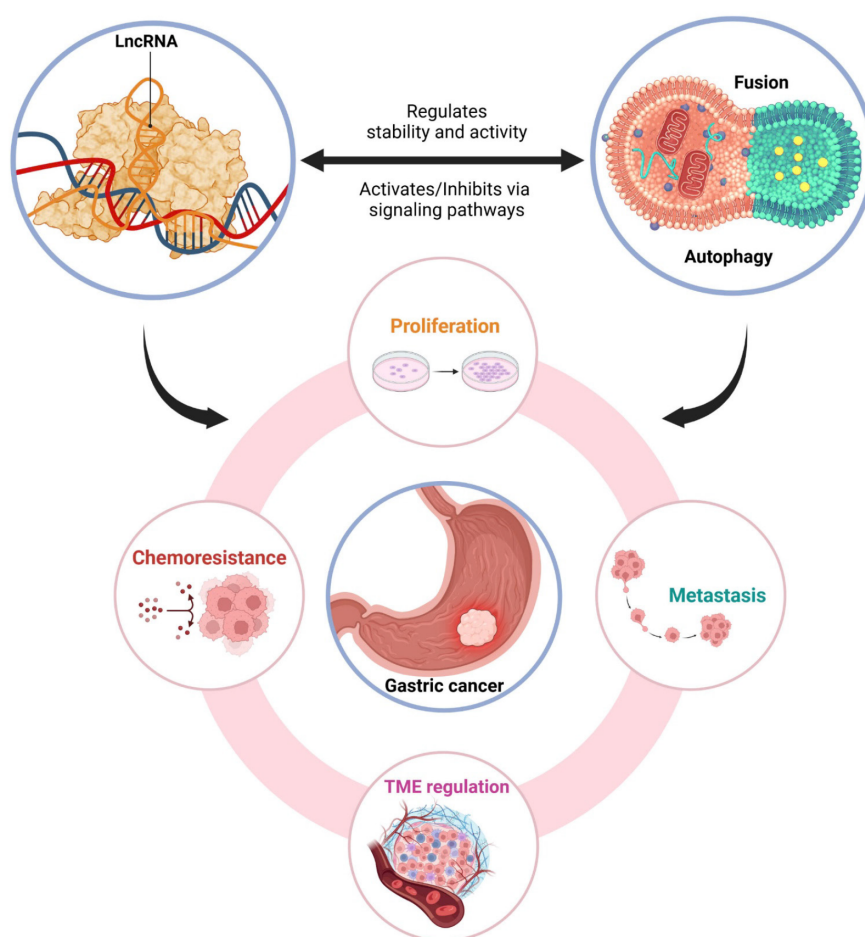 LncRNA
Regulates
stability and activity
Activates/Inhibits via
signaling pathways
Fusion
Autophagy
Proliferation
Chemoresistance
Metastasis
Gastric cancer
TME regulation